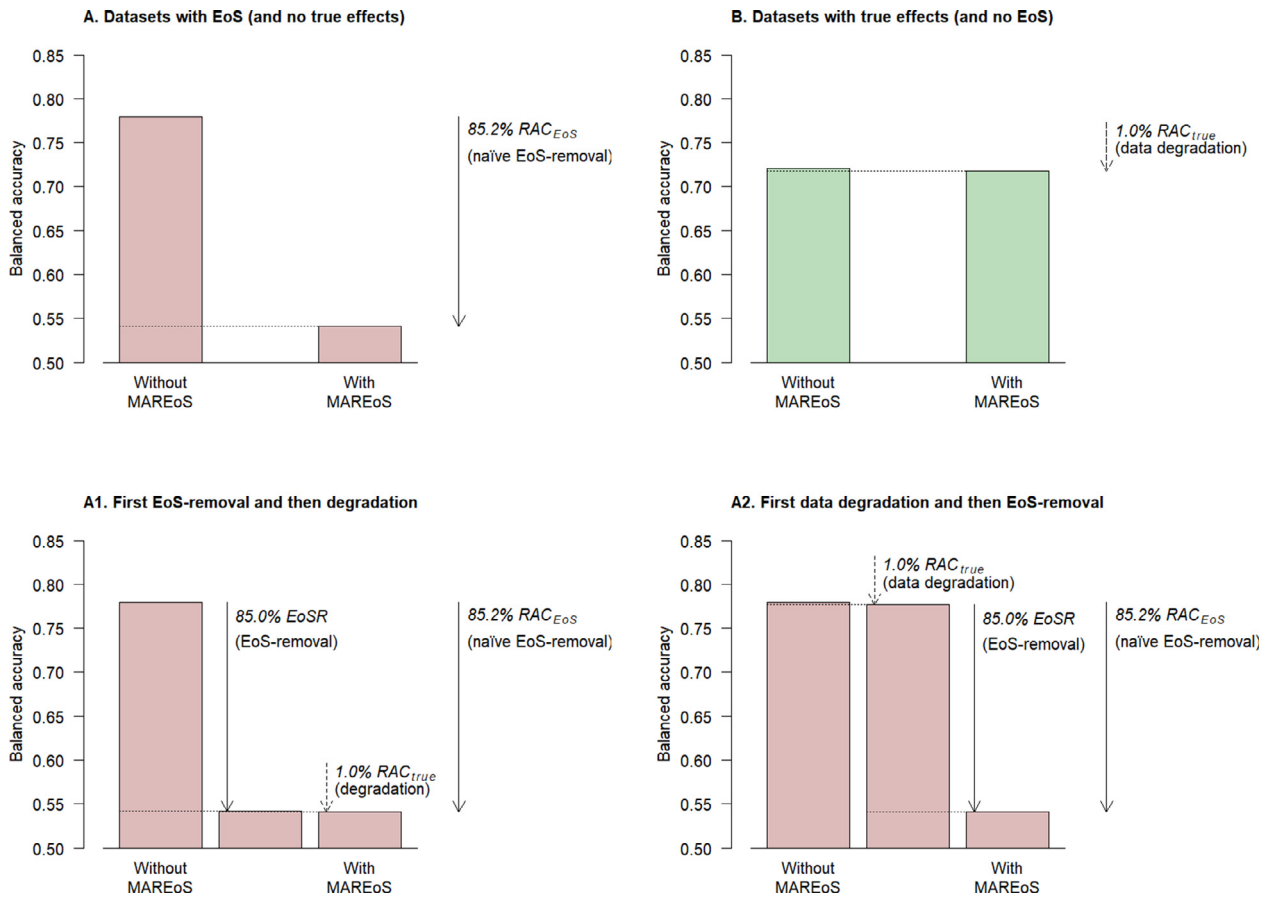 A. Datasets with EoS (and no true effects)
0.85
0.80
0.75
0.70
0.65
0.60
0.55
0.50
Balanced accuracy
85.2% RAC_EoS
(naïve EoS-removal)
Without
MAREoS
With
MAREoS
B. Datasets with true effects (and no EoS)
0.85
0.80
0.75
0.70
0.65
0.60
0.55
0.50
Balanced accuracy
1.0% RAC_true
(data degradation)
Without
MAREoS
With
MAREoS
A1. First EoS-removal and then degradation
0.85
0.80
0.75
0.70
0.65
0.60
0.55
0.50
Balanced accuracy
85.0% EoSR
(EoS-removal)
1.0% RAC_true
(degradation)
85.2% RAC_EoS
(naïve EoS-removal)
Without
MAREoS
With
MAREoS
A2. First data degradation and then EoS-removal
0.85
0.80
0.75
0.70
0.65
0.60
0.55
0.50
Balanced accuracy
1.0% RAC_true
(data degradation)
85.0% EoSR
(EoS-removal)
85.2% RAC_EoS
(naïve EoS-removal)
Without
MAREoS
With
MAREoS